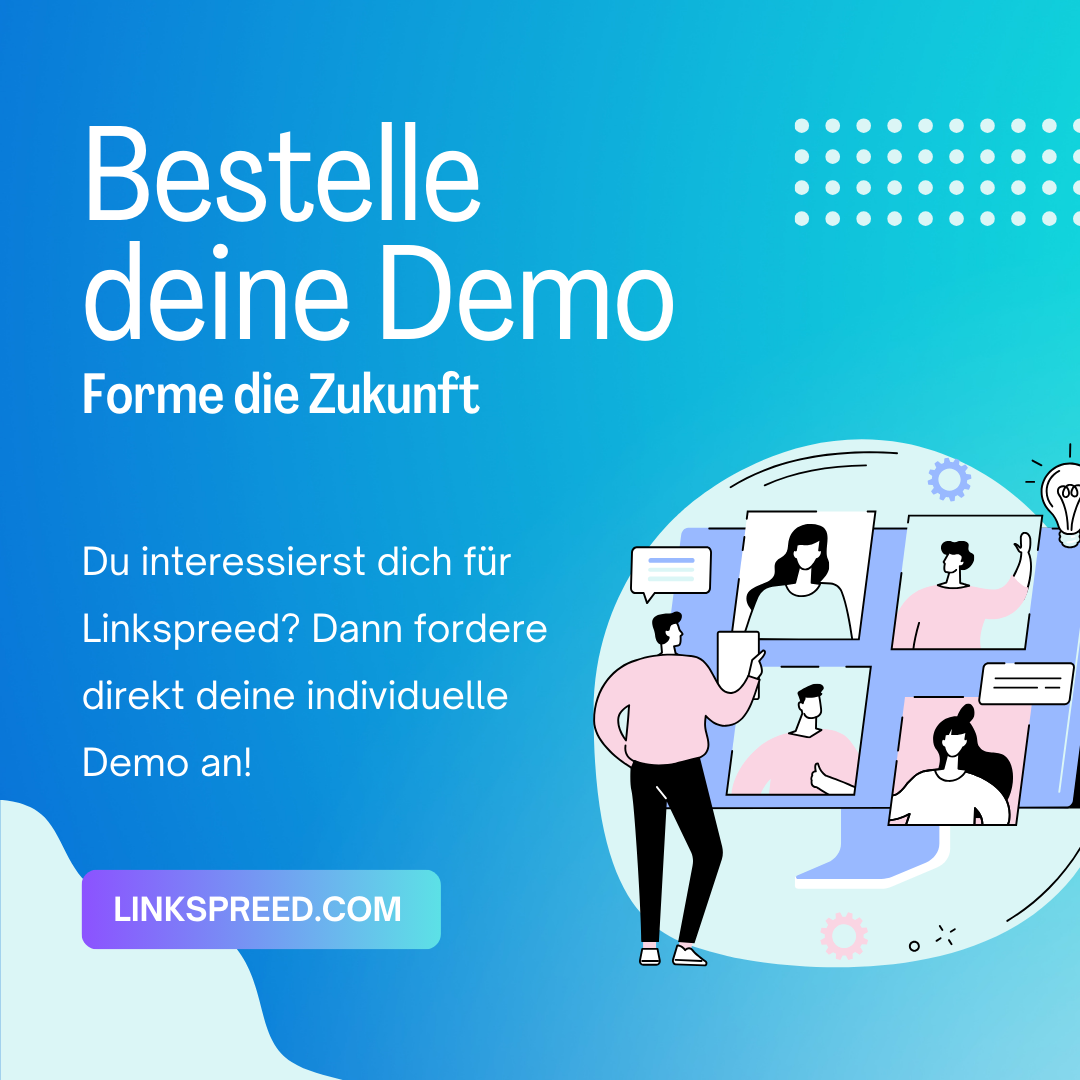 Bestelle
deine Demo
Forme die Zukunft
Du interessierst dich für
Linkspreed? Dann fordere
direkt deine individuelle
Demo an!
LINKSPREED.COM